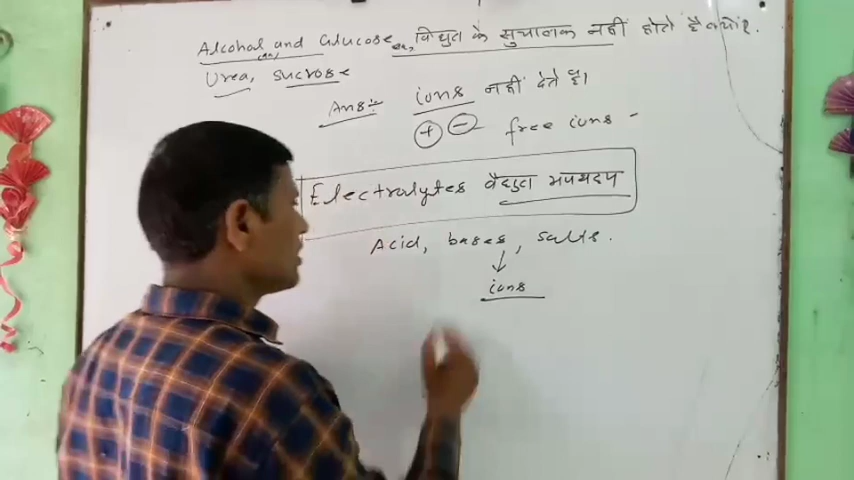 Alcohol, and Glucose, विद्युत के सुचालक नहीं होते है क्यों?
Urea, sucrose
Ans:- ions नहीं देते है।
+ - free ions -
Electrolytes वैद्युत अपघट्य
Acid, bases, salts.
↓
ions